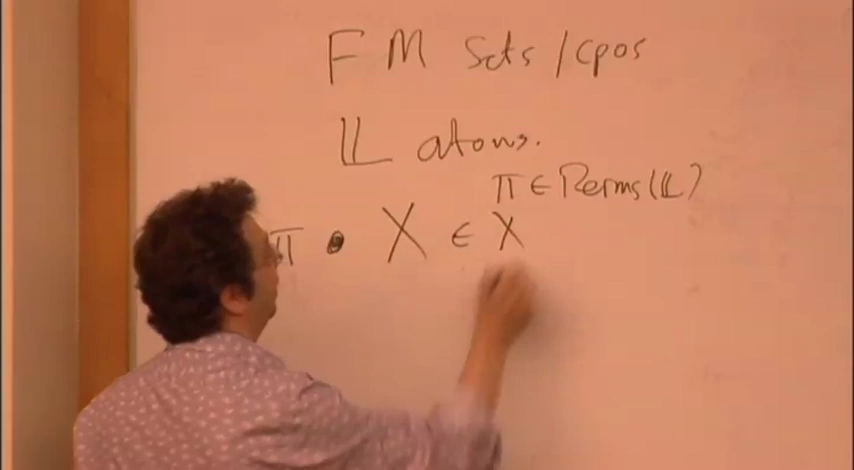 FM Sets/cpos
𝕃 atoms.
π ∈ Perms(𝕃)
π • X ∈ X